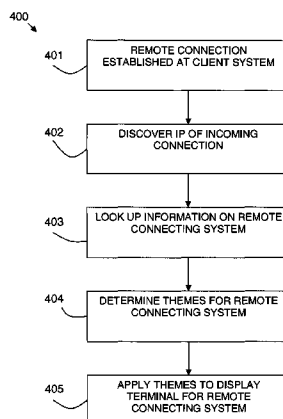 400
401
REMOTE CONNECTION
ESTABLISHED AT CLIENT SYSTEM
402
DISCOVER IP OF INCOMING
CONNECTION
403
LOOK UP INFORMATION ON REMOTE
CONNECTING SYSTEM
404
DETERMINE THEMES FOR REMOTE
CONNECTING SYSTEM
405
APPLY THEMES TO DISPLAY
TERMINAL FOR REMOTE
CONNECTING SYSTEM